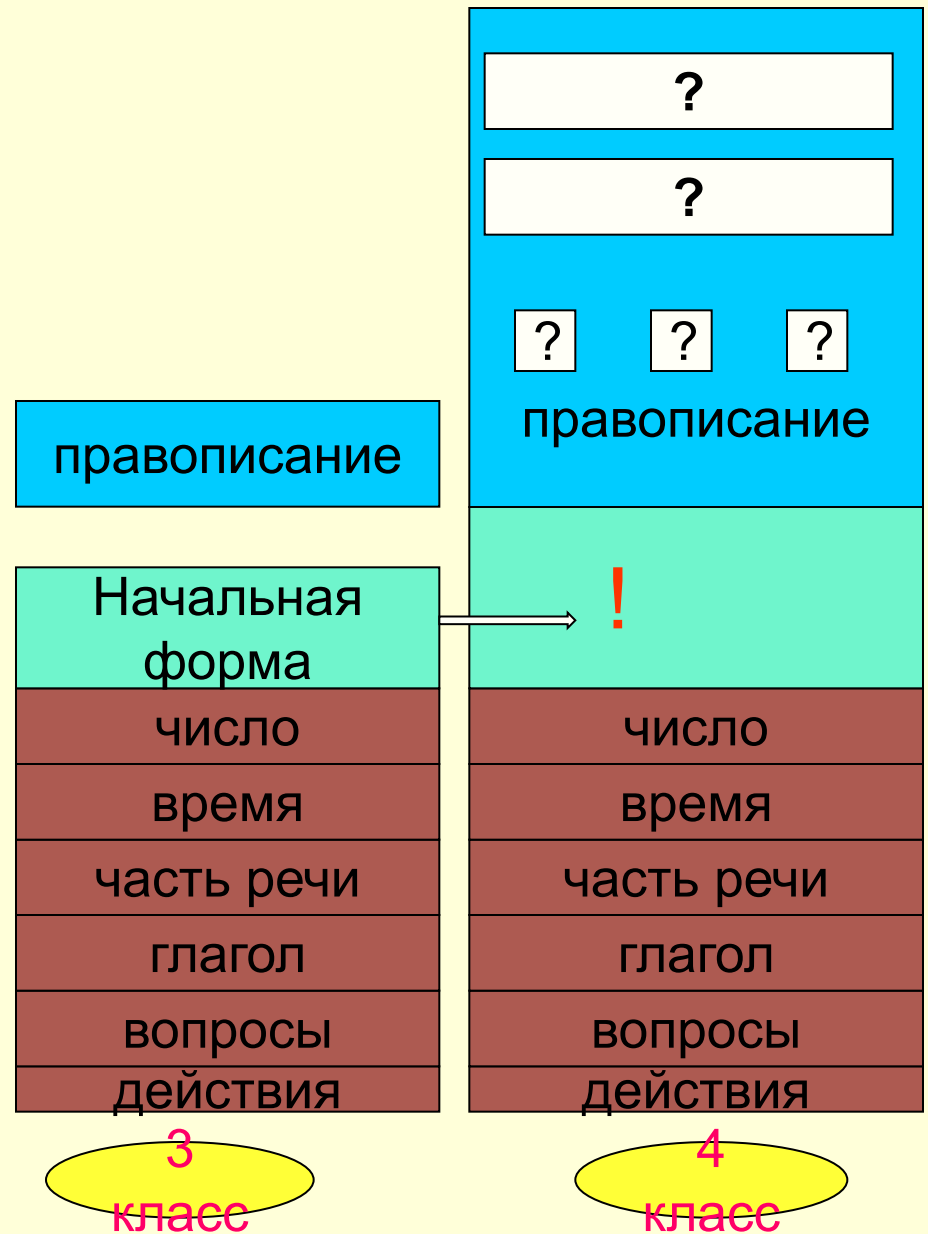 правописание
Начальная
форма
число
время
часть речи
глагол
вопросы
действия
3
класс
?
?
? ? ?
правописание
!
число
время
часть речи
глагол
вопросы
действия
4
класс